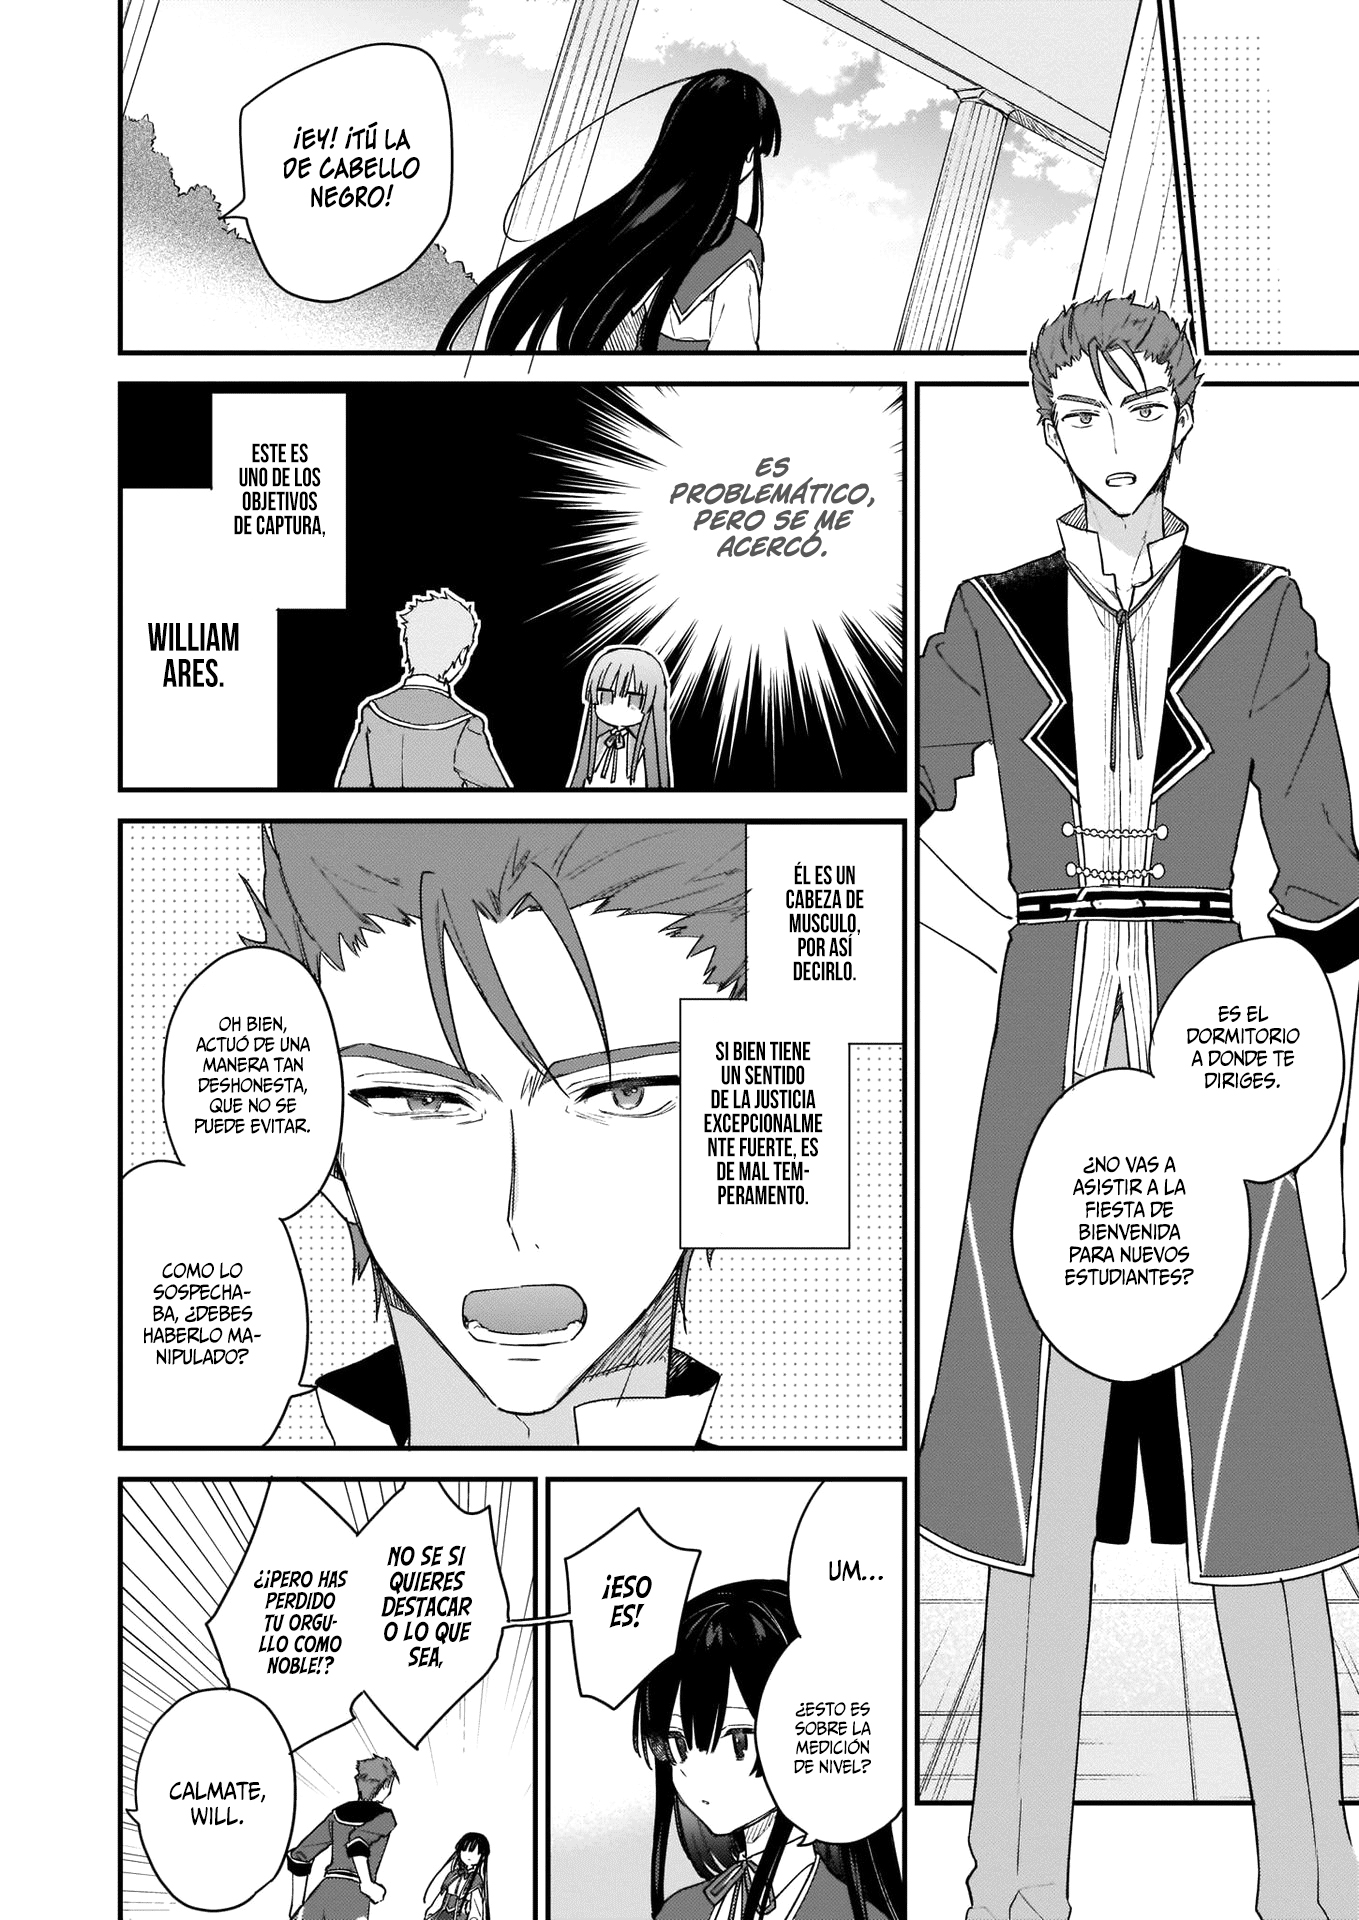 ¡EY! ¡TÚ LA
DE CABELLO
NEGRO!
ES EL
DORMITORIO
A DONDE TE
DIRIGES.
¿NO VAS A
ASISTIR A LA
FIESTA DE
BIENVENIDA
PARA NUEVOS
ESTUDIANTES?
ES
PROBLEMÁTICO,
PERO SE ME
ACERCÓ.
ESTE ES
UNO DE LOS
OBJETIVOS
DE CAPTURA,
WILLIAM
ARES.
ÉL ES UN
CABEZA DE
MUSCULO,
POR ASÍ
DECIRLO.
SI BIEN TIENE
UN SENTIDO
DE LA JUSTICIA
EXCEPCIONALME
NTE FUERTE, ES
DE MAL TEM-
PERAMENTO.
OH BIEN,
ACTUÓ DE UNA
MANERA TAN
DESHONESTA,
QUE NO SE
PUEDE EVITAR.
COMO LO
SOSPECHA-
BA, ¿DEBES
HABERLO MA-
NIPULADO?
UM...
¿ESTO ES
SOBRE LA
MEDICIÓN
DE NIVEL?
¡ESO
ES!
NO SE SI
QUIERES
DESTACAR
O LO QUE
SEA,
¿¡PERO HAS
PERDIDO
TU ORGU-
LLO COMO
NOBLE!?
CALMATE,
WILL.